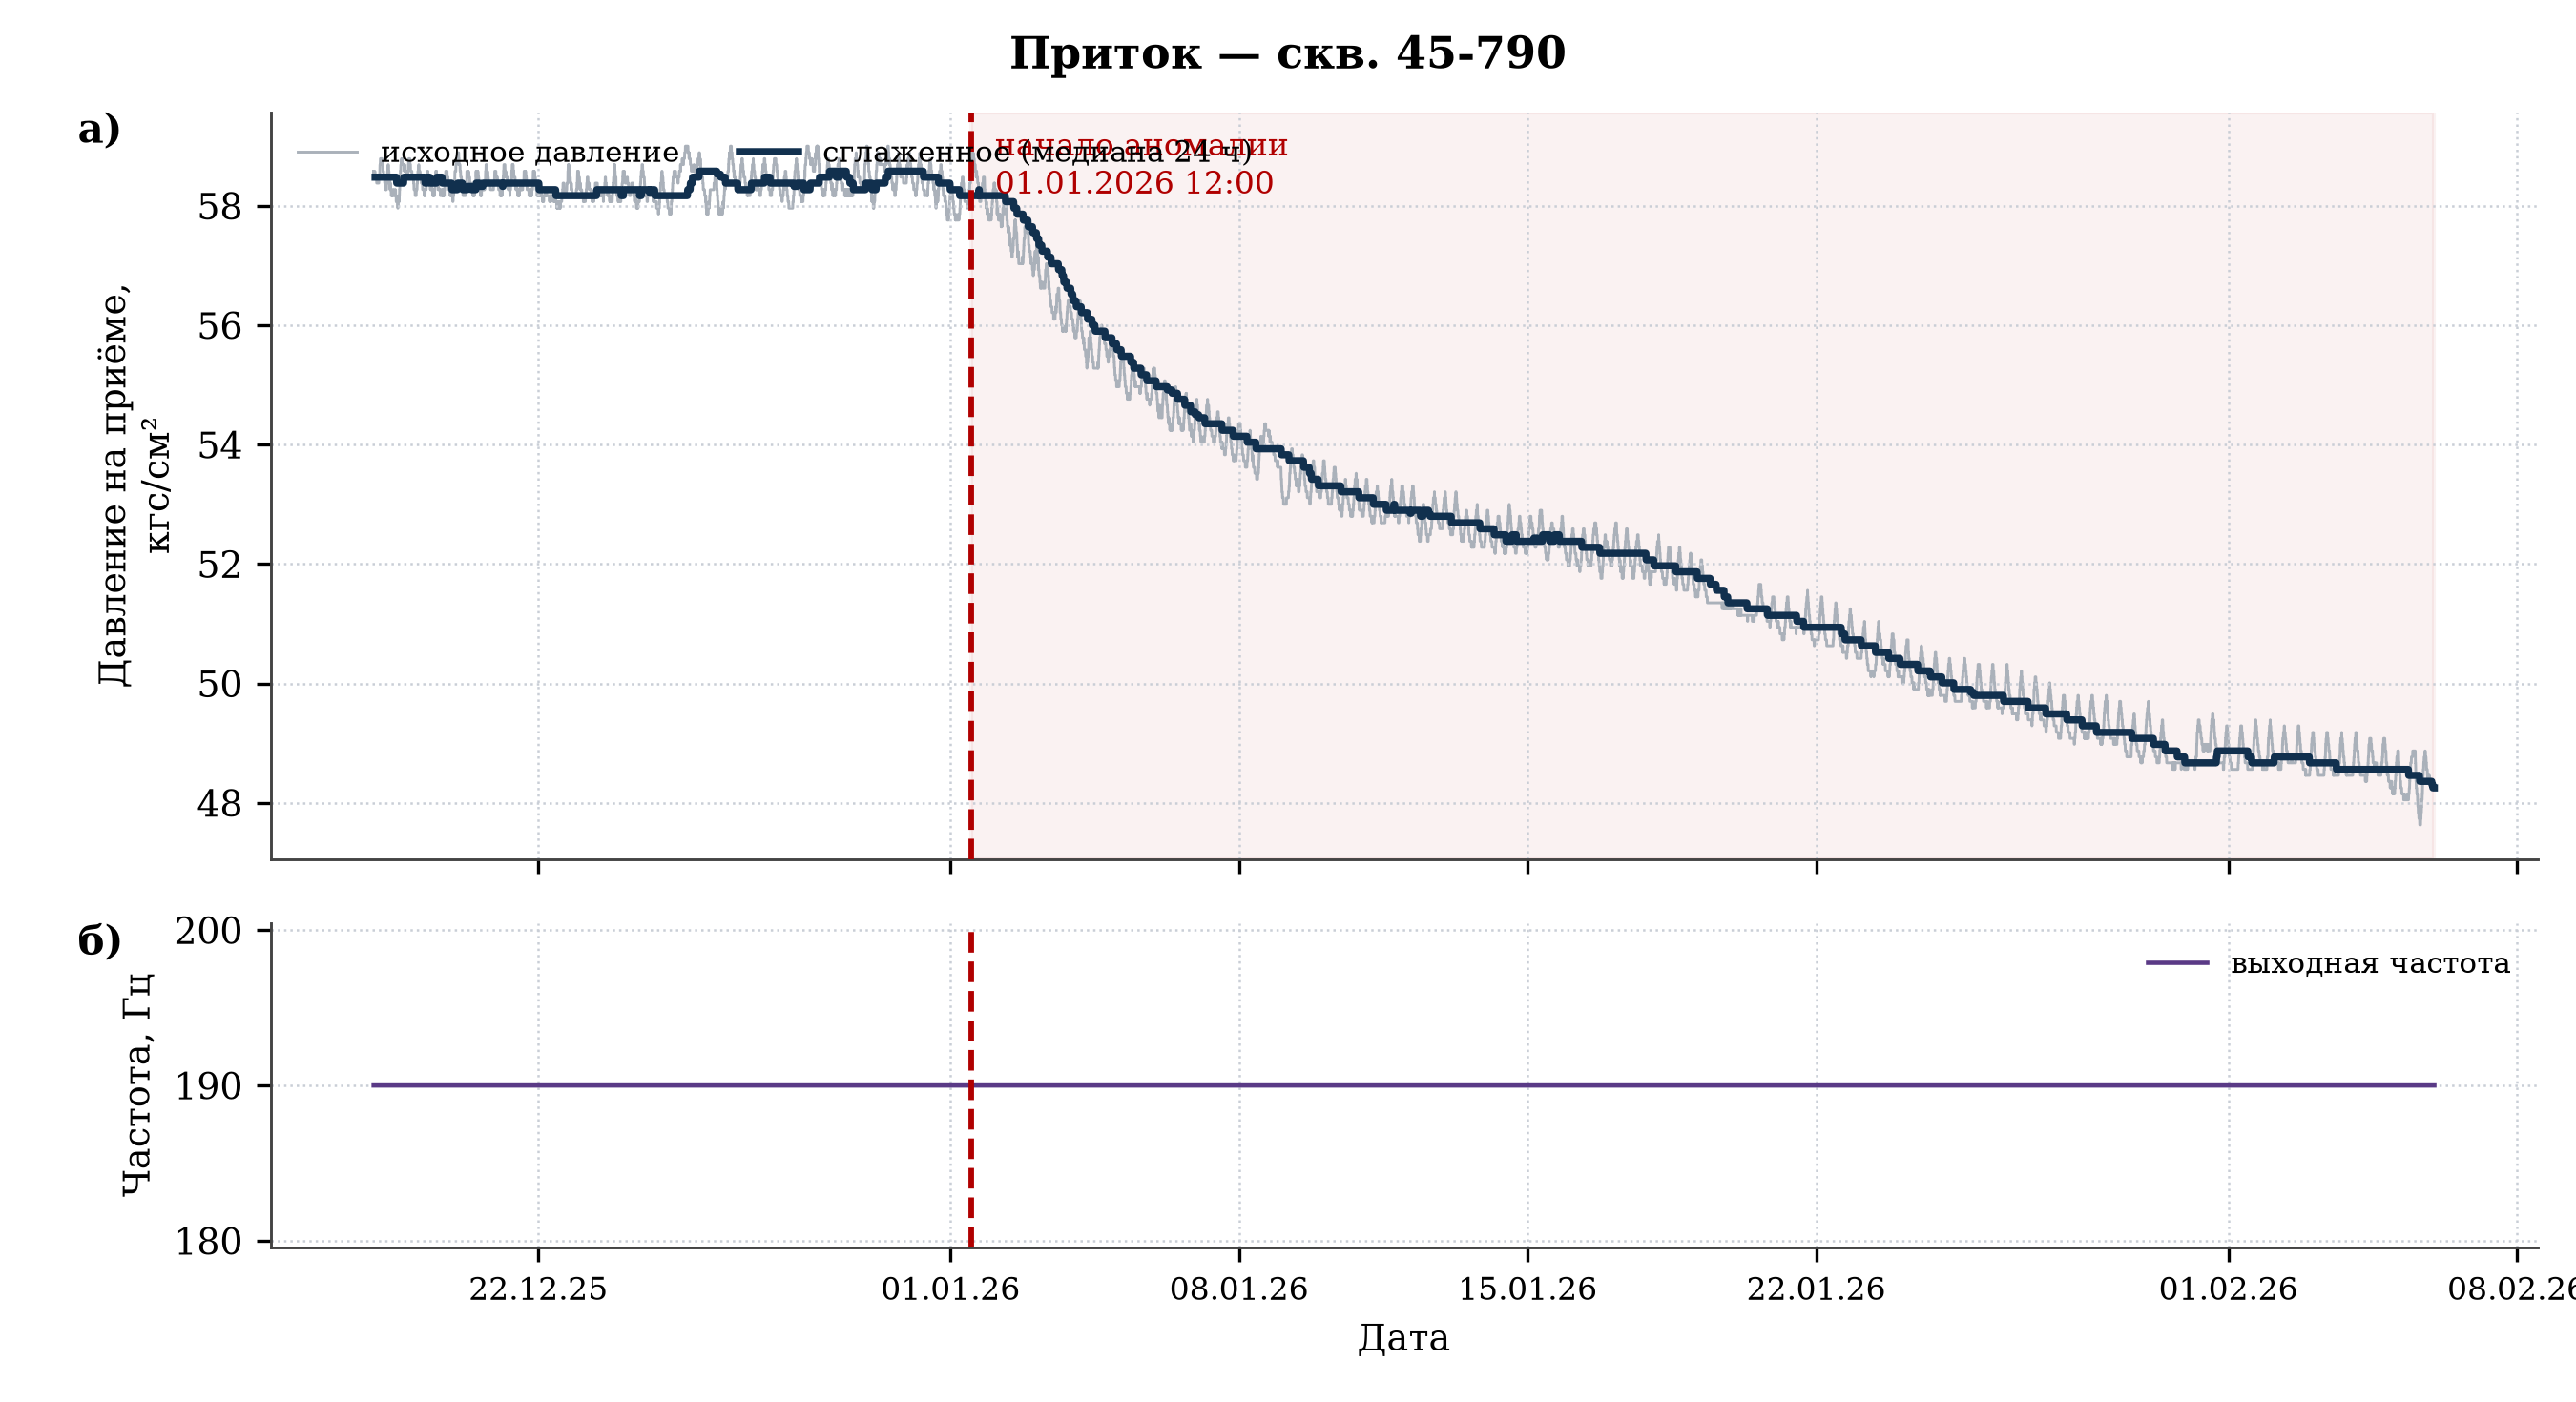 Приток — скв. 45-790
а)
исходное давление
сглаженное (медиана 24 ч)
начало аномалии
01.01.2026 12:00
Давление на приёме,
кгс/см²
58
56
54
52
50
48
б)
выходная частота
Частота, Гц
200
190
180
22.12.25
01.01.26
08.01.26
15.01.26
22.01.26
01.02.26
08.02.26
Дата